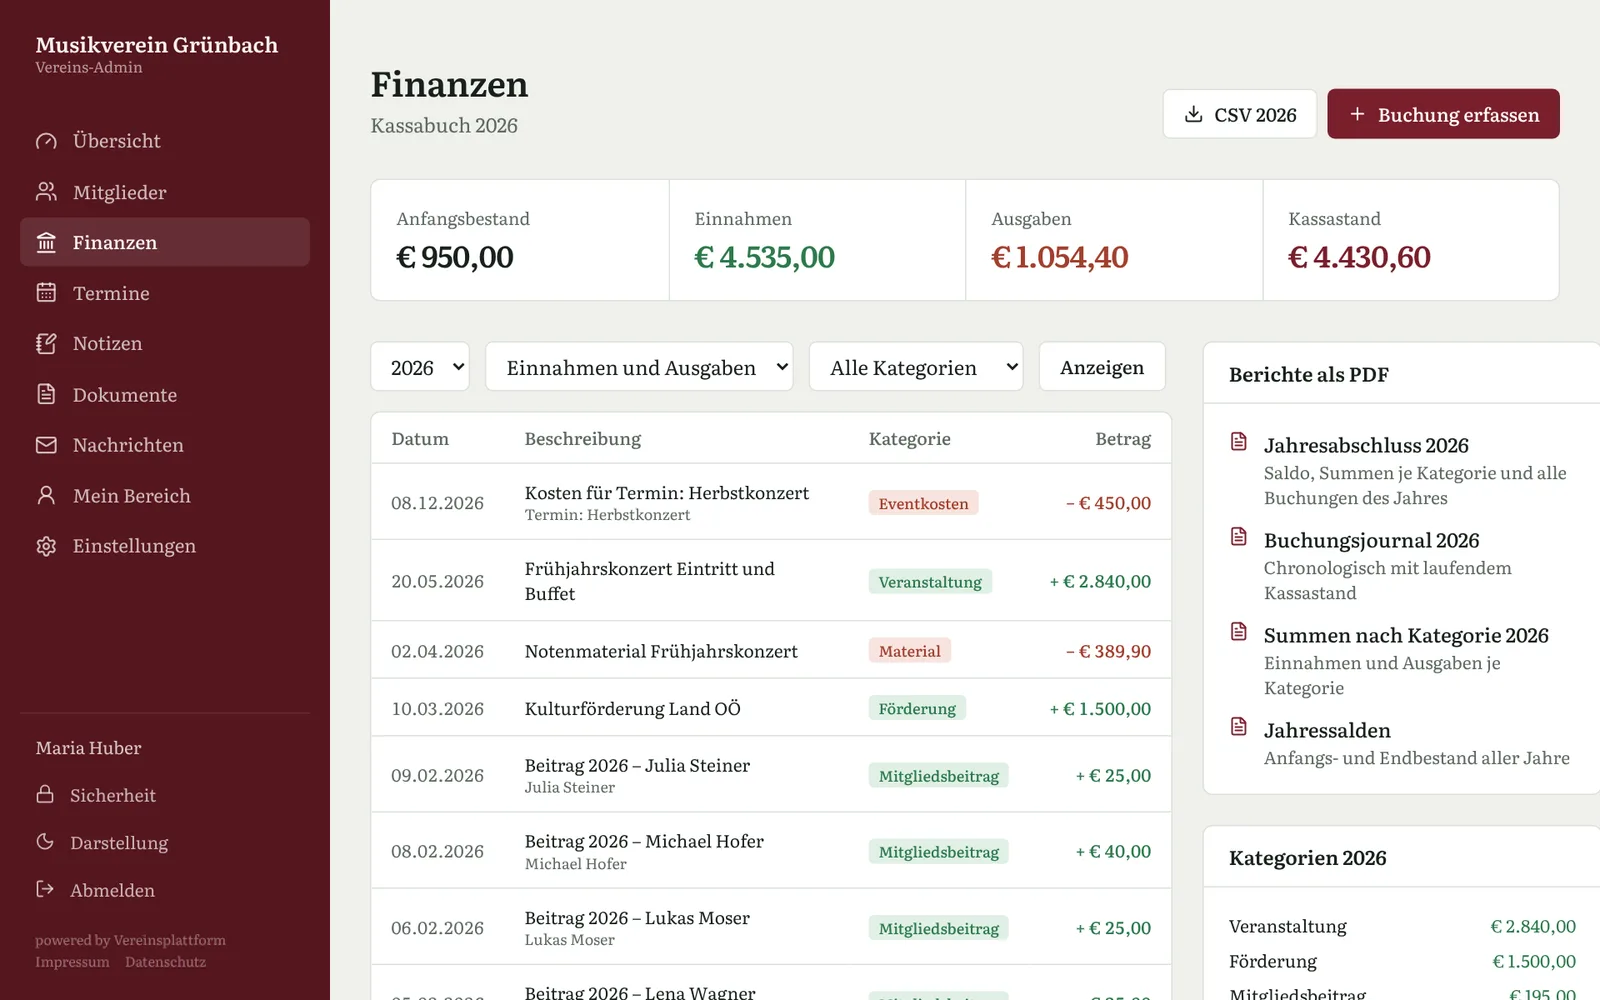 Musikverein Grünbach
Vereins-Admin
Übersicht
Mitglieder
Finanzen
Termine
Notizen
Dokumente
Nachrichten
Mein Bereich
Einstellungen
Maria Huber
Sicherheit
Darstellung
Abmelden
powered by Vereinsplattform
Impressum Datenschutz
Finanzen
Kassabuch 2026
CSV 2026
+ Buchung erfassen
Anfangsbestand
€ 950,00
Einnahmen
€ 4.535,00
Ausgaben
€ 1.054,40
Kassastand
€ 4.430,60
2026 Einnahmen und Ausgaben Alle Kategorien Anzeigen
Datum Beschreibung Kategorie Betrag
08.12.2026 Kosten für Termin: Herbstkonzert Eventkosten – € 450,00
Termin: Herbstkonzert
20.05.2026 Frühjahrskonzert Eintritt und Veranstaltung + € 2.840,00
Buffet
02.04.2026 Notenmaterial Frühjahrskonzert Material – € 389,90
10.03.2026 Kulturförderung Land OÖ Förderung + € 1.500,00
09.02.2026 Beitrag 2026 – Julia Steiner Mitgliedsbeitrag + € 25,00
Julia Steiner
08.02.2026 Beitrag 2026 – Michael Hofer Mitgliedsbeitrag + € 40,00
Michael Hofer
06.02.2026 Beitrag 2026 – Lukas Moser Mitgliedsbeitrag + € 25,00
Lukas Moser
Beitrag 2026 – Lena Wagner
Berichte als PDF
Jahresabschluss 2026
Saldo, Summen je Kategorie und alle
Buchungen des Jahres
Buchungsjournal 2026
Chronologisch mit laufendem
Kassastand
Summen nach Kategorie 2026
Einnahmen und Ausgaben je
Kategorie
Jahressalden
Anfangs- und Endbestand aller Jahre
Kategorien 2026
Veranstaltung € 2.840,00
Förderung € 1.500,00
Mitgliedsbeitrag € 195,00